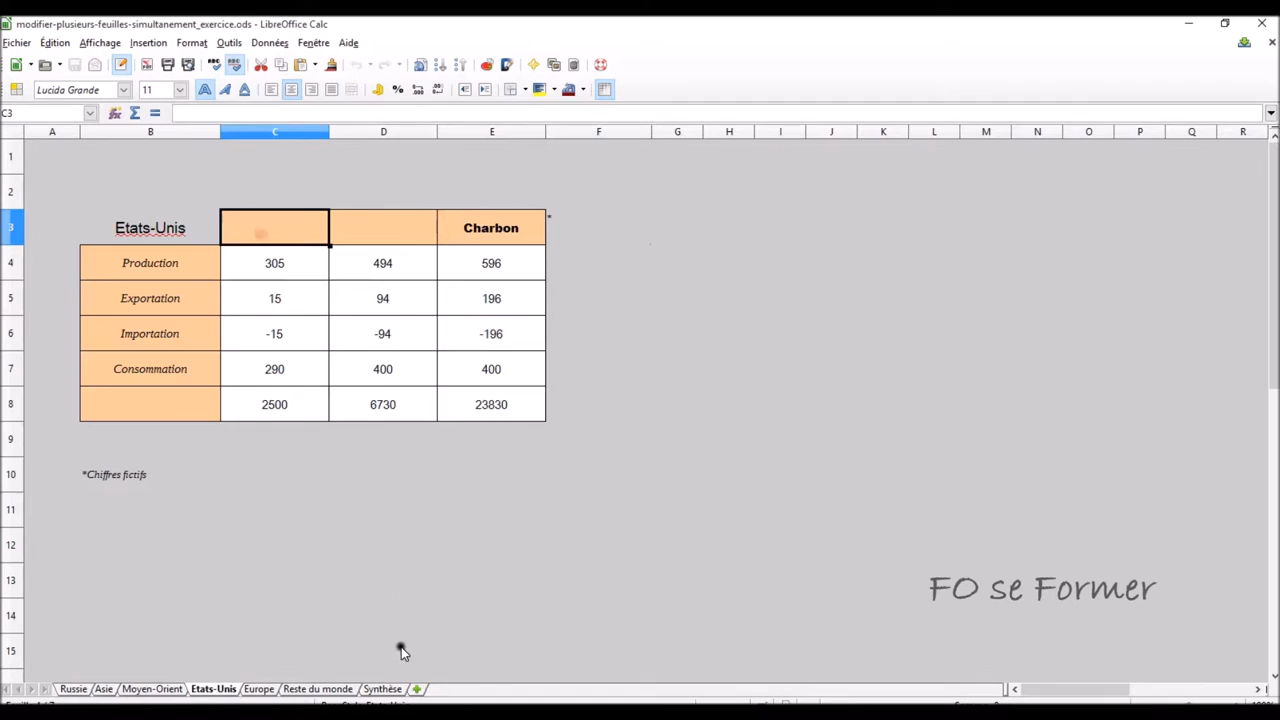 modifier-plusieurs-feuilles-simultanement_exercice.ods - LibreOffice Calc
Fichier Édition Affichage Insertion Format Outils Données Fenêtre Aide
Lucida Grande 11
C3
A B C D E F G H I J K L M N O P Q R
1
2
3 Etats-Unis Charbon *
4 Production 305 494 596
5 Exportation 15 94 196
6 Importation -15 -94 -196
7 Consommation 290 400 400
8 2500 6730 23830
9
10 *Chiffres fictifs
11
12
13 FO se Former
14
15
Russie Asie Moyen-Orient Etats-Unis Europe Reste du monde Synthèse